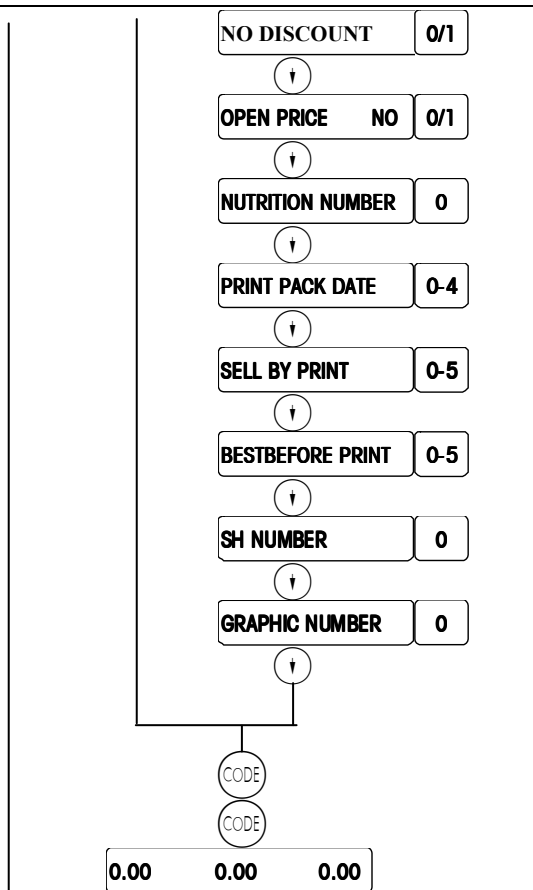 NO DISCOUNT 0/1
OPEN PRICE NO 0/1
NUTRITION NUMBER 0
PRINT PACK DATE 0-4
SELL BY PRINT 0-5
BESTBEFORE PRINT 0-5
SH NUMBER 0
GRAPHIC NUMBER 0
CODE
CODE
0.00 0.00 0.00